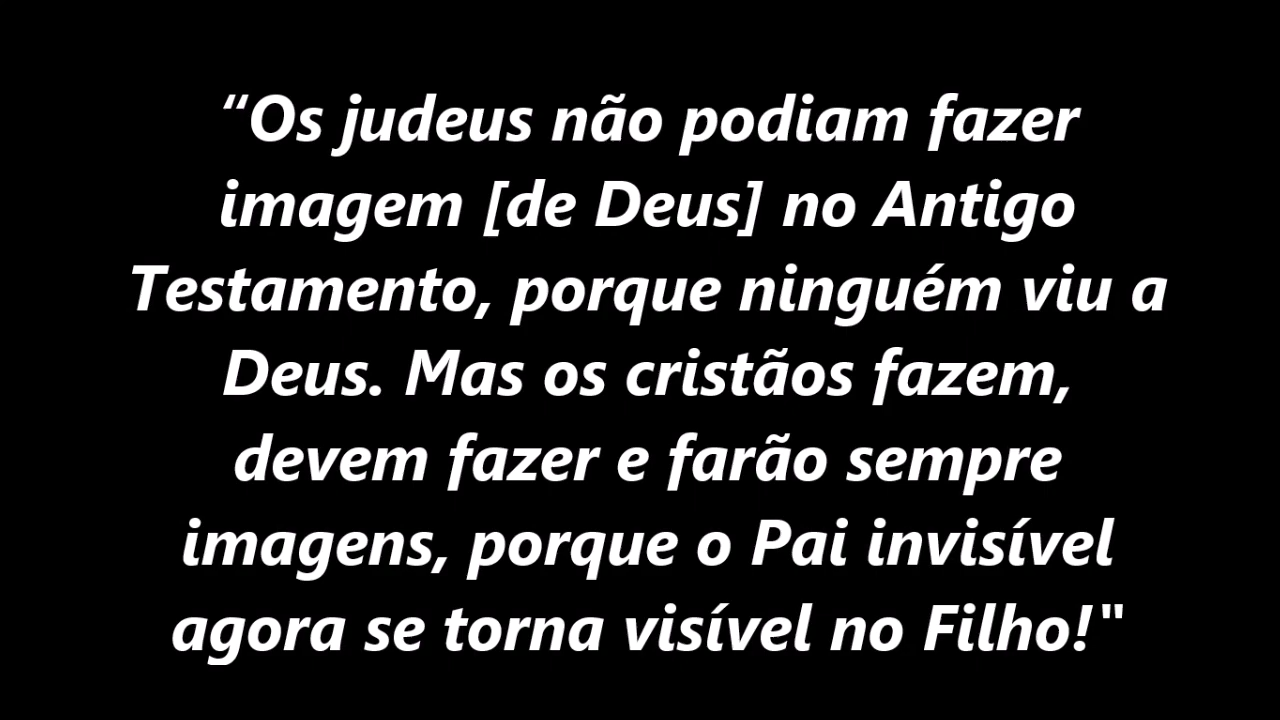 “Os judeus não podiam fazer
imagem [de Deus] no Antigo
Testamento, porque ninguém viu a
Deus. Mas os cristãos fazem,
devem fazer e farão sempre
imagens, porque o Pai invisível
agora se torna visível no Filho!"